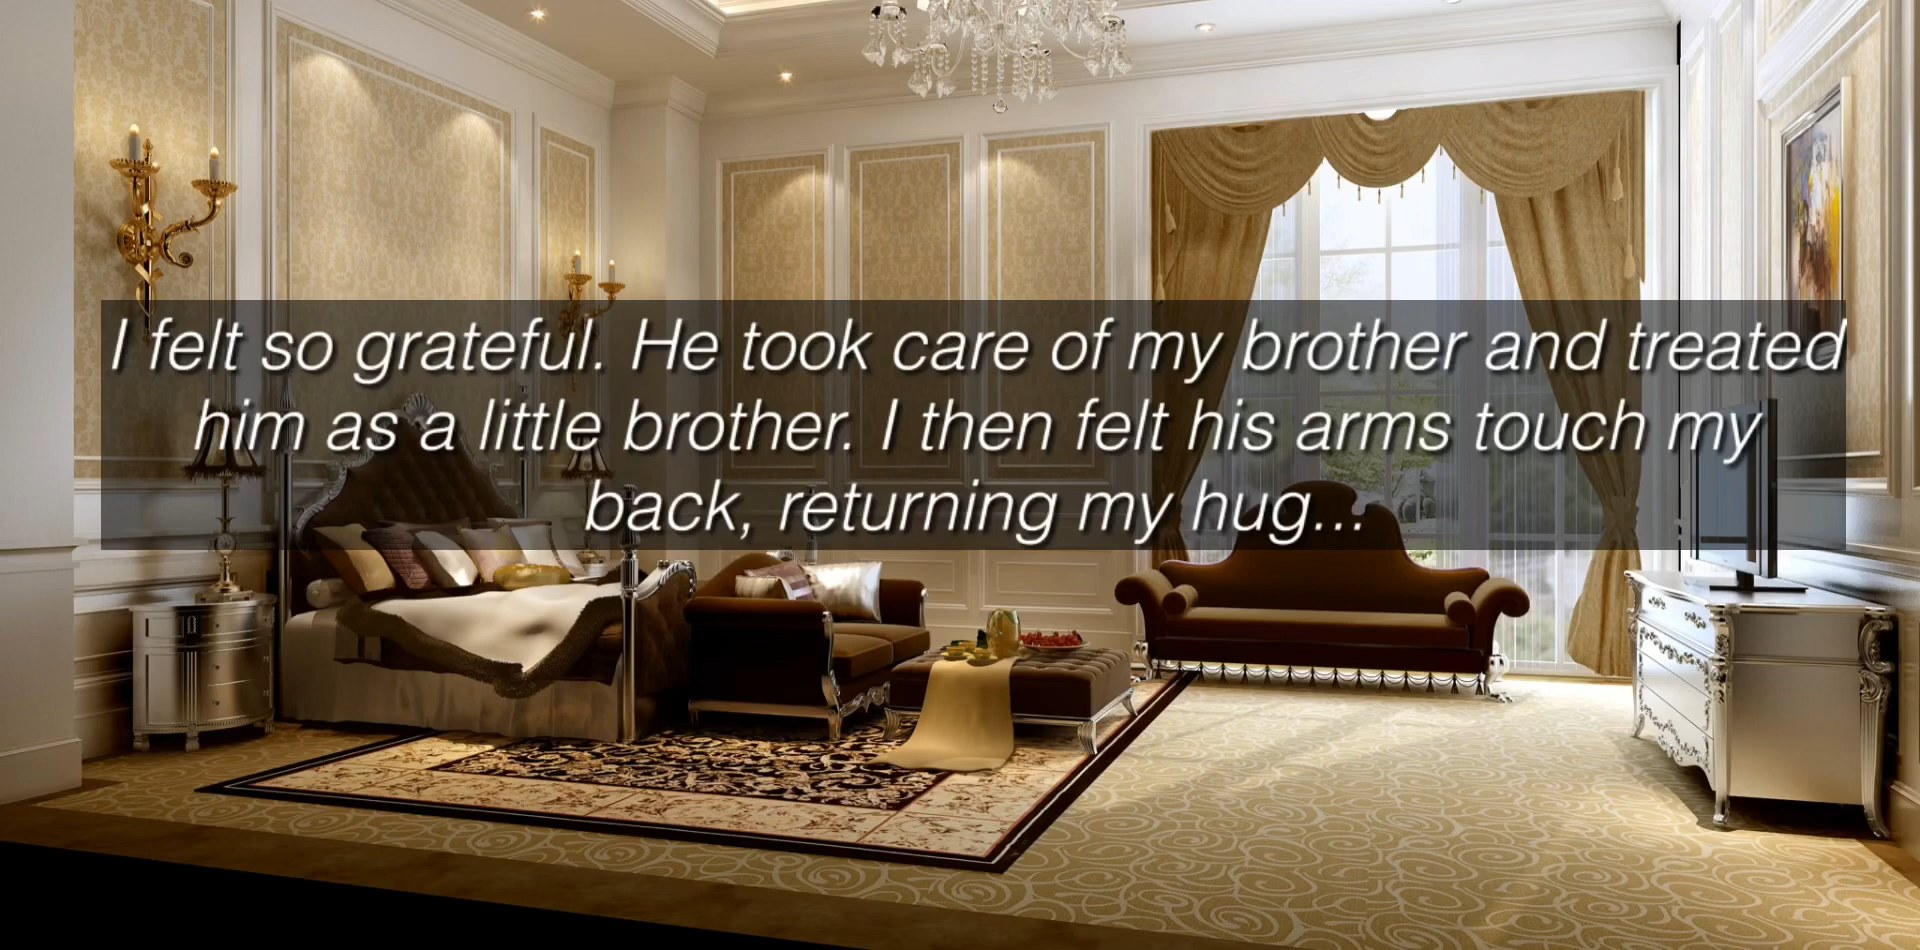 I felt so grateful. He took care of my brother and treated
him as a little brother. I then felt his arms touch my
back, returning my hug...